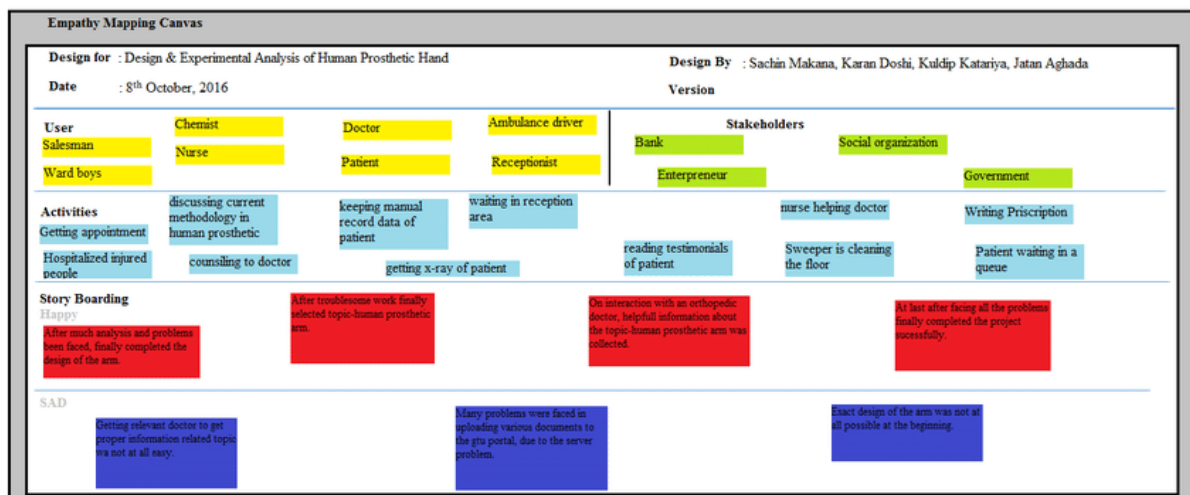 Empathy Mapping Canvas
Design for : Design & Experimental Analysis of Human Prosthetic Hand
Design By : Sachin Makana, Karan Doshi, Kuldip Katariya, Jatan Aghada
Date : 8th October, 2016
Version
User
Salesman
Chemist
Doctor
Ambulance driver
Ward boys
Nurse
Patient
Receptionist
Stakeholders
Bank
Social organization
Enterpreneur
Government
Activities
Getting appointment
discussing current
methodology in
human prosthetic
keeping manual
record data of
patient
waiting in reception
area
nurse helping doctor
Writing Priscription
Hospitalized injured
people
counsiling to doctor
getting x-ray of patient
reading testimonials
of patient
Sweeper is cleaning
the floor
Patient waiting in a
queue
Story Boarding
Happy
After much analysis and problems
been faced, finally completed the
design of the arm.
After troublesome work finally
selected topic-human prosthetic
arm.
On interaction with an orthopedic
doctor, helpfull information about
the topic-human prosthetic arm was
collected.
At last after facing all the problems
finally completed the project
sucessfully.
SAD
Getting relevant doctor to get
proper information related topic
wa not at all easy.
Many problems were faced in
uploading various documents to
the gtu portal, due to the server
problem.
Exact design of the arm was not at
all possible at the beginning.